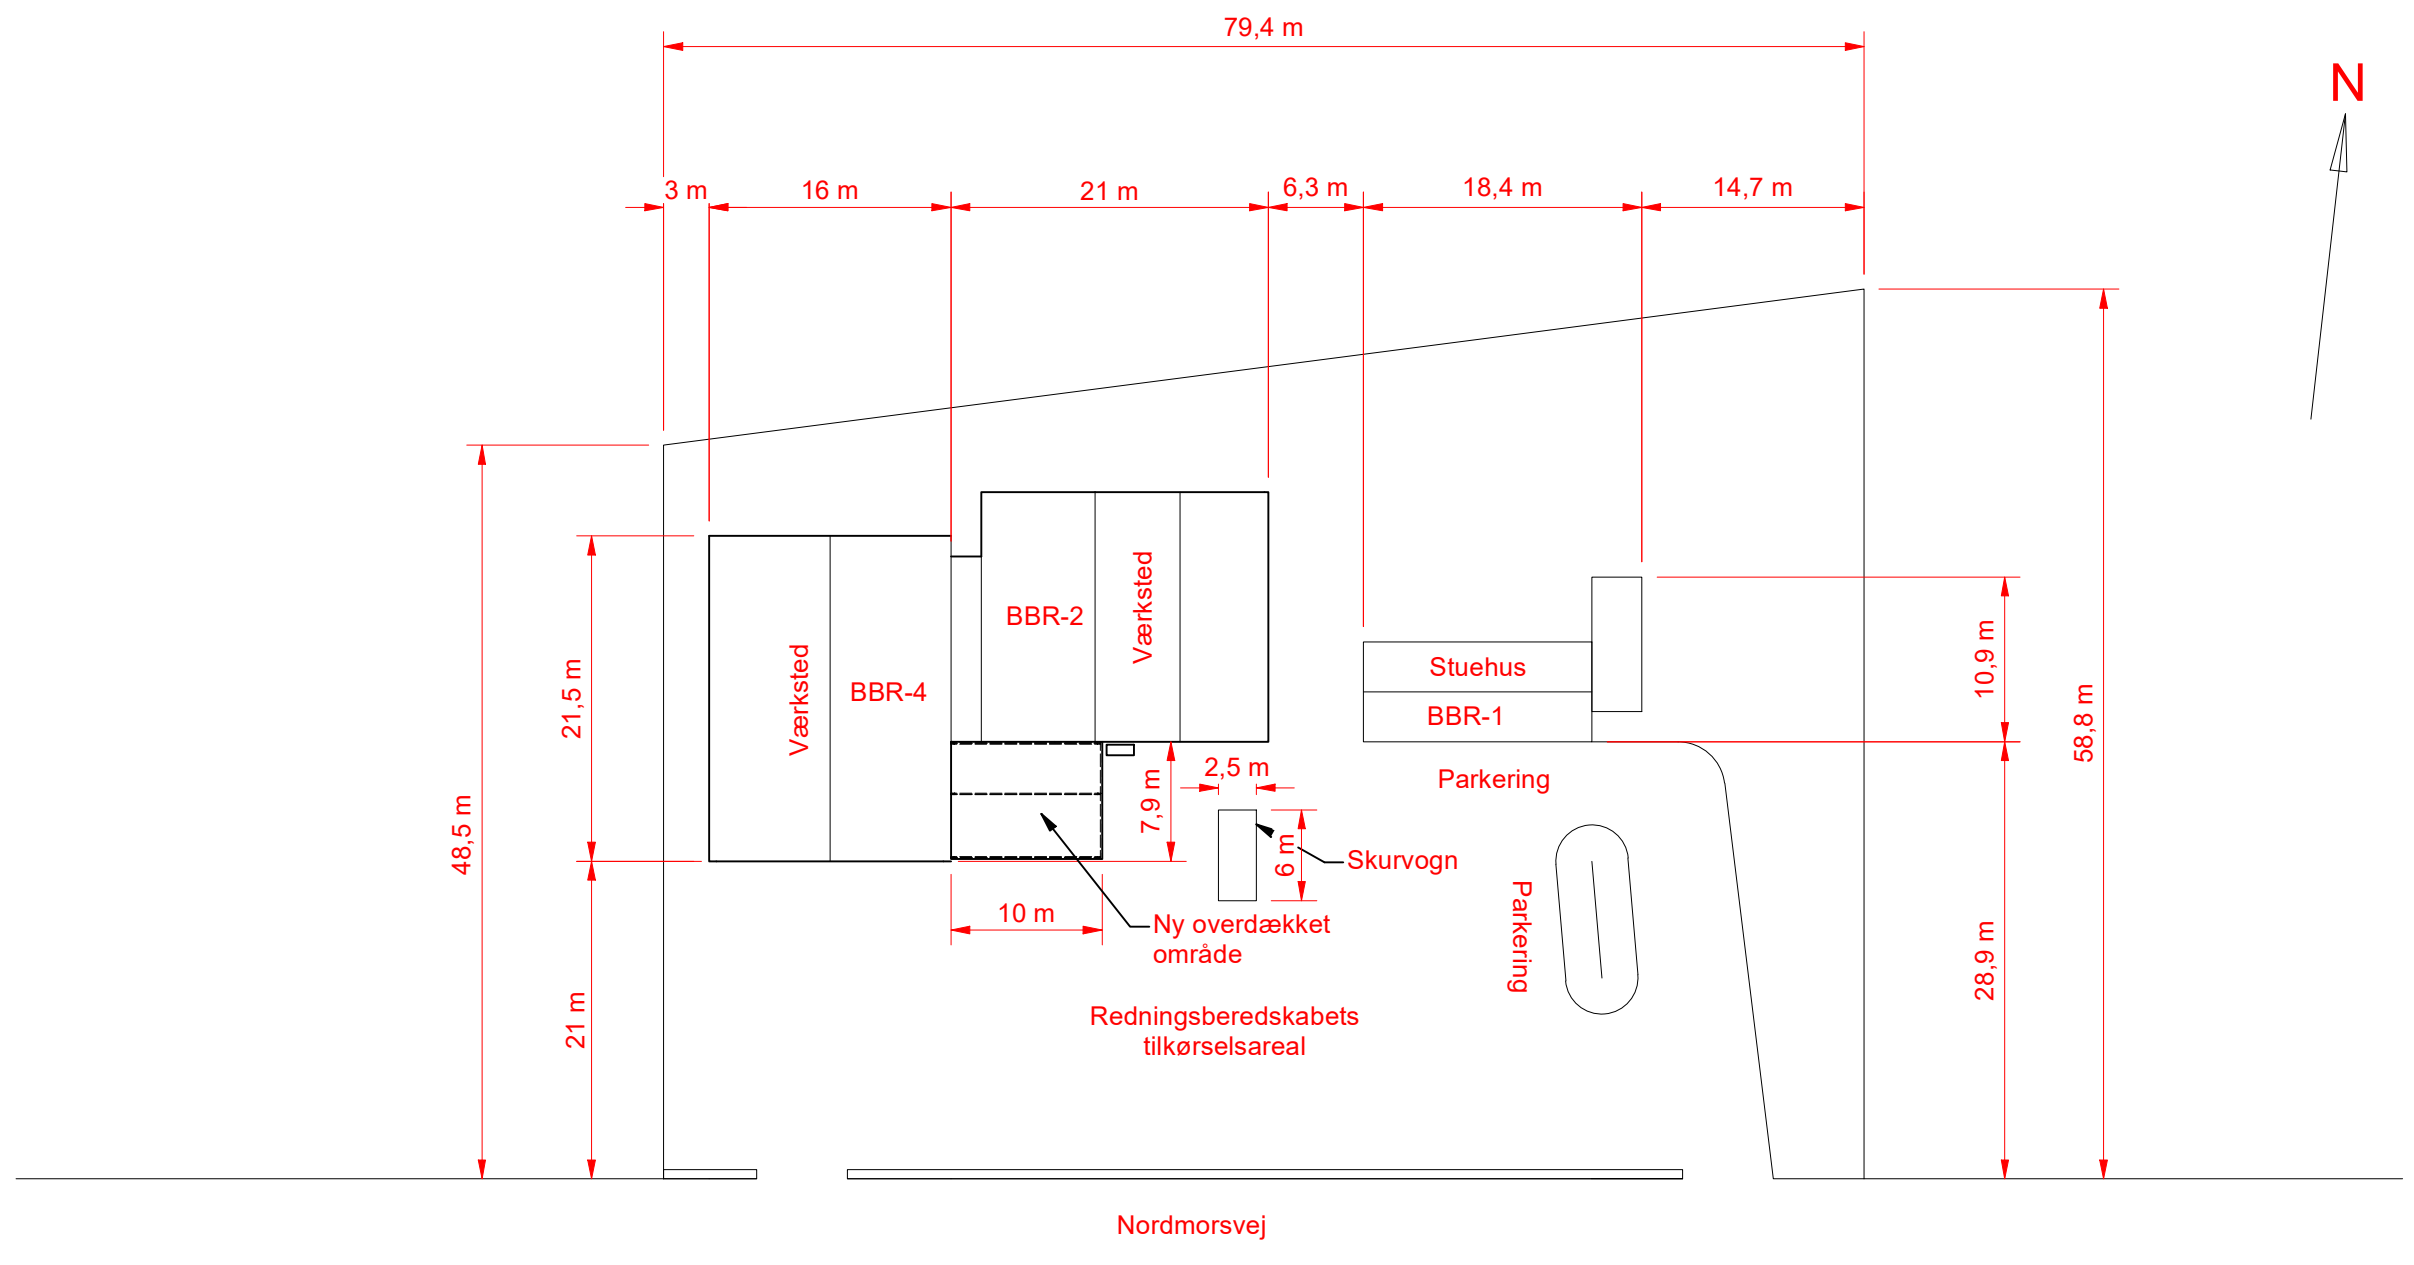 79,4 m
N
3 m
16 m
21 m
6,3 m
18,4 m
14,7 m
Værksted
BBR-4
BBR-2
Værksted
Stuehus
BBR-1
10,9 m
58,8 m
21,5 m
48,5 m
7,9 m
2,5 m
6 m
Parkering
Skurvogn
Parkering
10 m
Ny overdækket
område
28,9 m
21 m
Redningsberedskabets
tilkørselsareal
Nordmorsvej